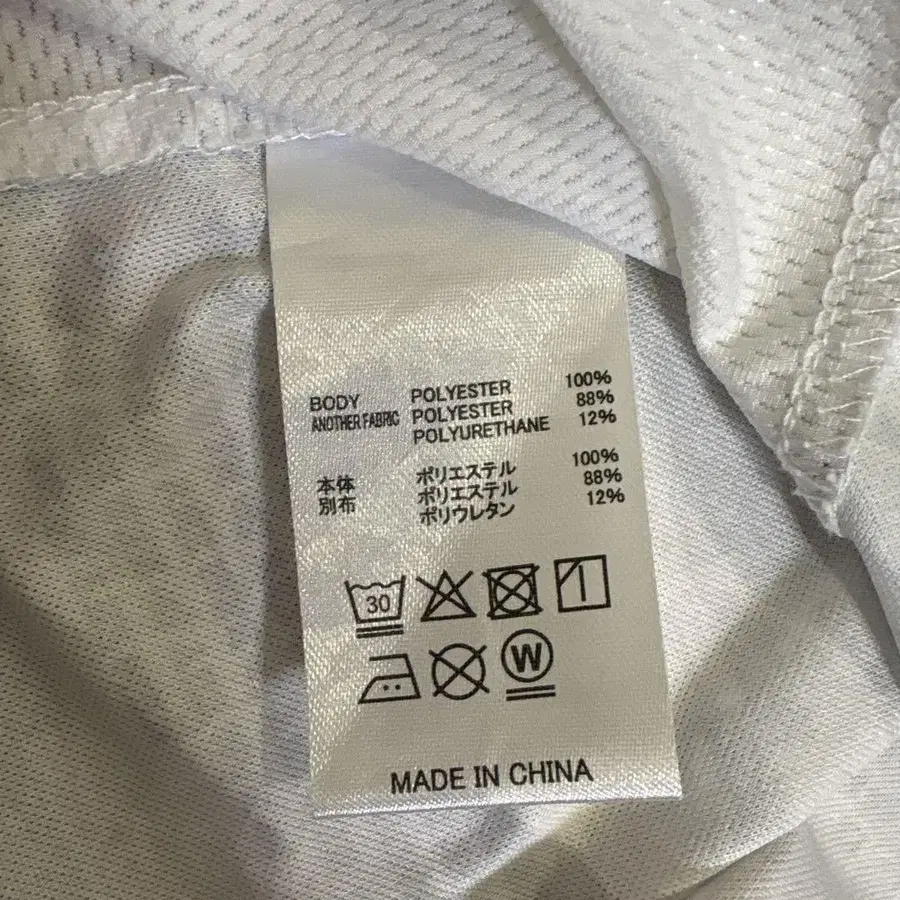 BODY POLYESTER 100%
ANOTHER FABRIC POLYESTER 88%
POLYURETHANE 12%
本体 ポリエステル 100%
別布 ポリエステル 88%
ポリウレタン 12%
30
W
MADE IN CHINA